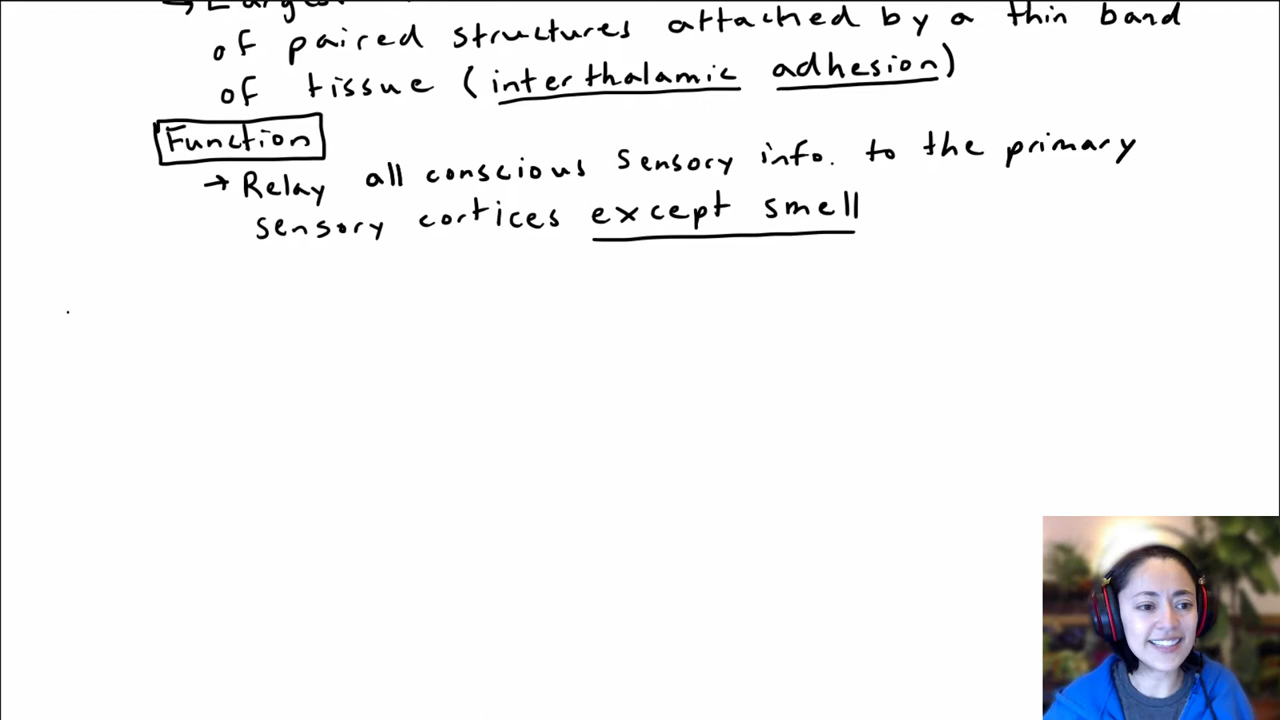 → Larges
of paired structures attached by a thin band
of tissue (interthalamic adhesion)
Function
→ Relay all conscious sensory info. to the primary
sensory cortices except smell